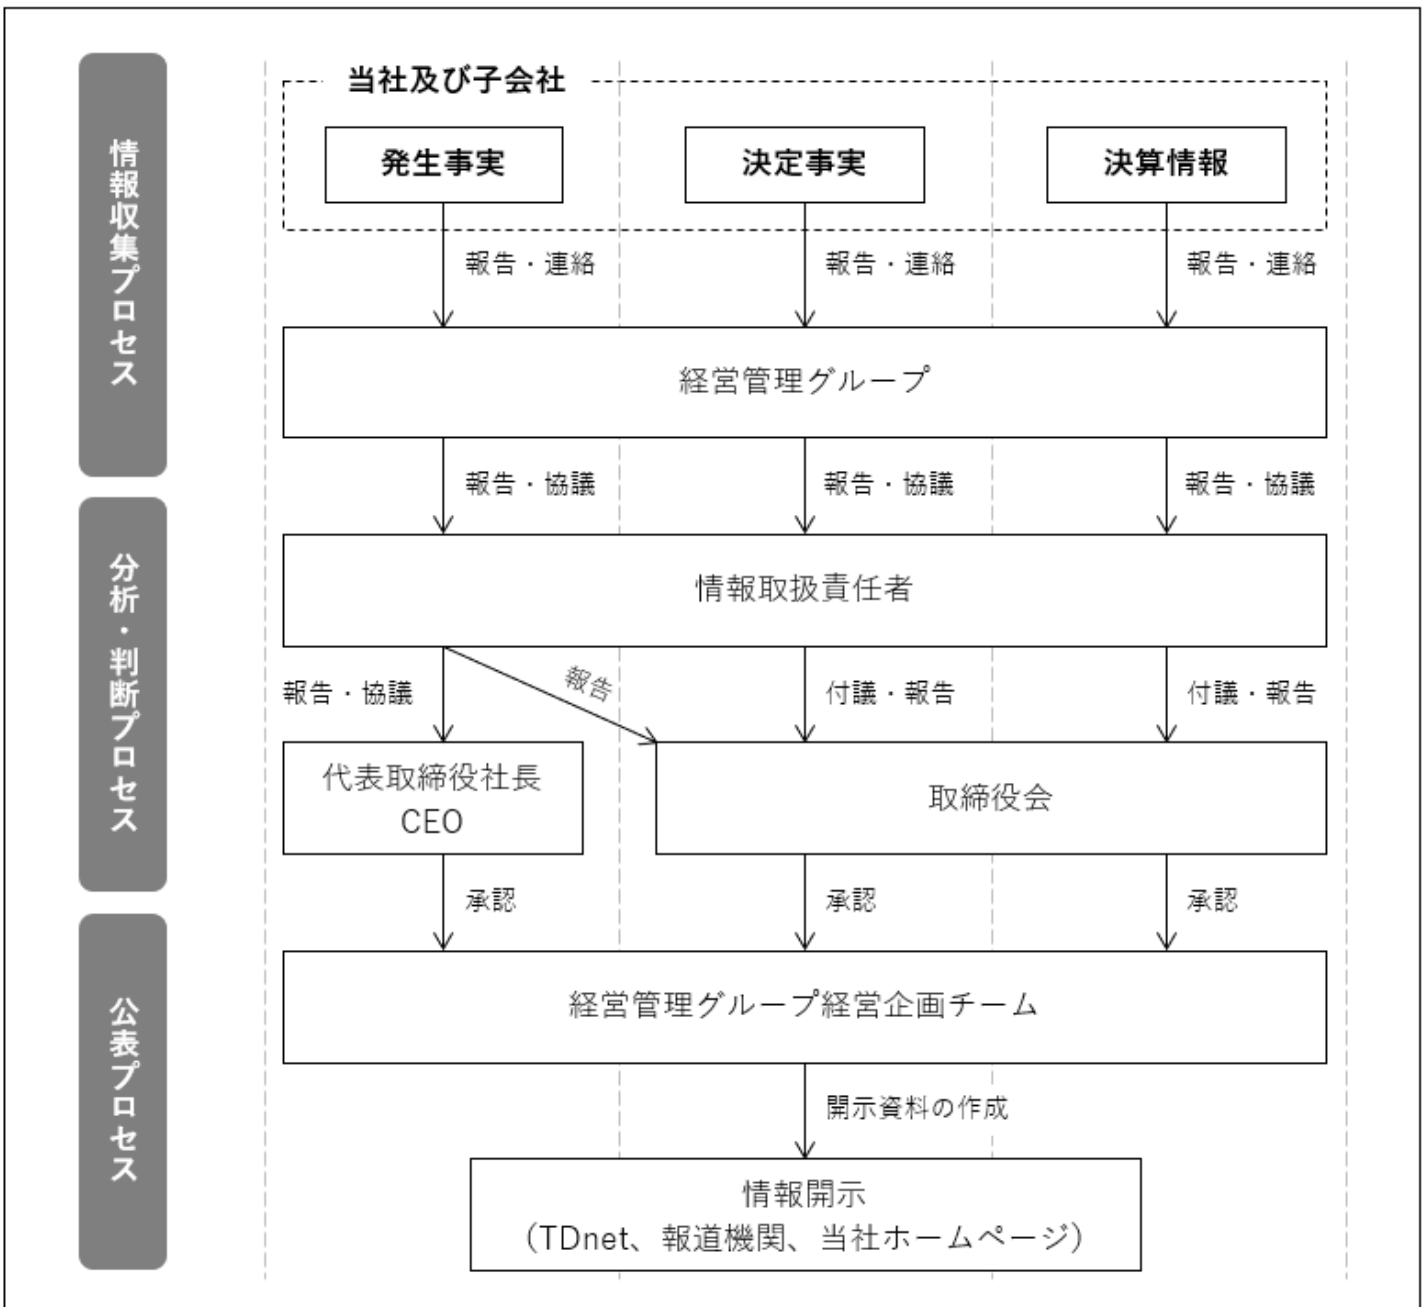 当社及び子会社
発生事実
決定事実
決算情報
情報収集プロセス
報告・連絡
報告・連絡
報告・連絡
経営管理グループ
報告・協議
報告・協議
報告・協議
分析・判断プロセス
情報取扱責任者
報告・協議
報告
付議・報告
付議・報告
代表取締役社長
CEO
取締役会
承認
承認
承認
公表プロセス
経営管理グループ経営企画チーム
開示資料の作成
情報開示
（TDnet、報道機関、当社ホームページ）